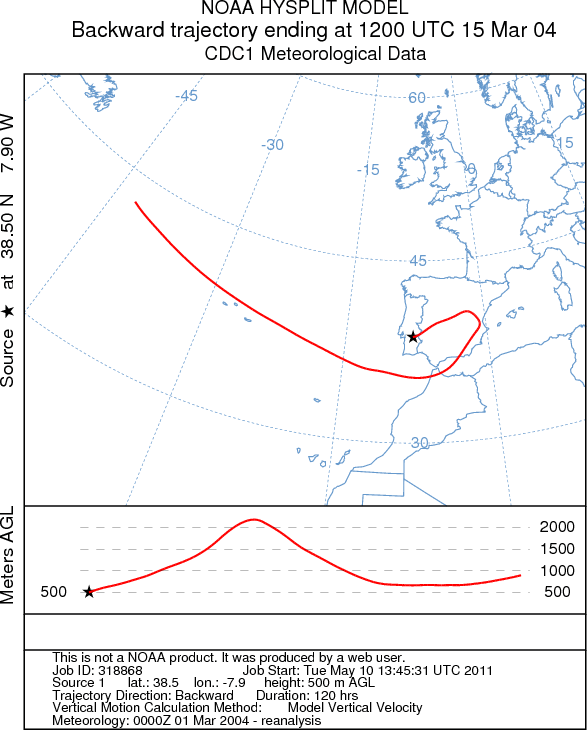 NOAA HYSPLIT MODEL
Backward trajectory ending at 1200 UTC 15 Mar 04
CDC1 Meteorological Data
Source ★ at 38.50 N 7.90 W
-45
-30
-15
0
15
60
45
30
Meters AGL
500
2000
1500
1000
500
This is not a NOAA product. It was produced by a web user.
Job ID: 318868 Job Start: Tue May 10 13:45:31 UTC 2011
Source 1 lat.: 38.5 lon.: -7.9 height: 500 m AGL
Trajectory Direction: Backward Duration: 120 hrs
Vertical Motion Calculation Method: Model Vertical Velocity
Meteorology: 0000Z 01 Mar 2004 - reanalysis